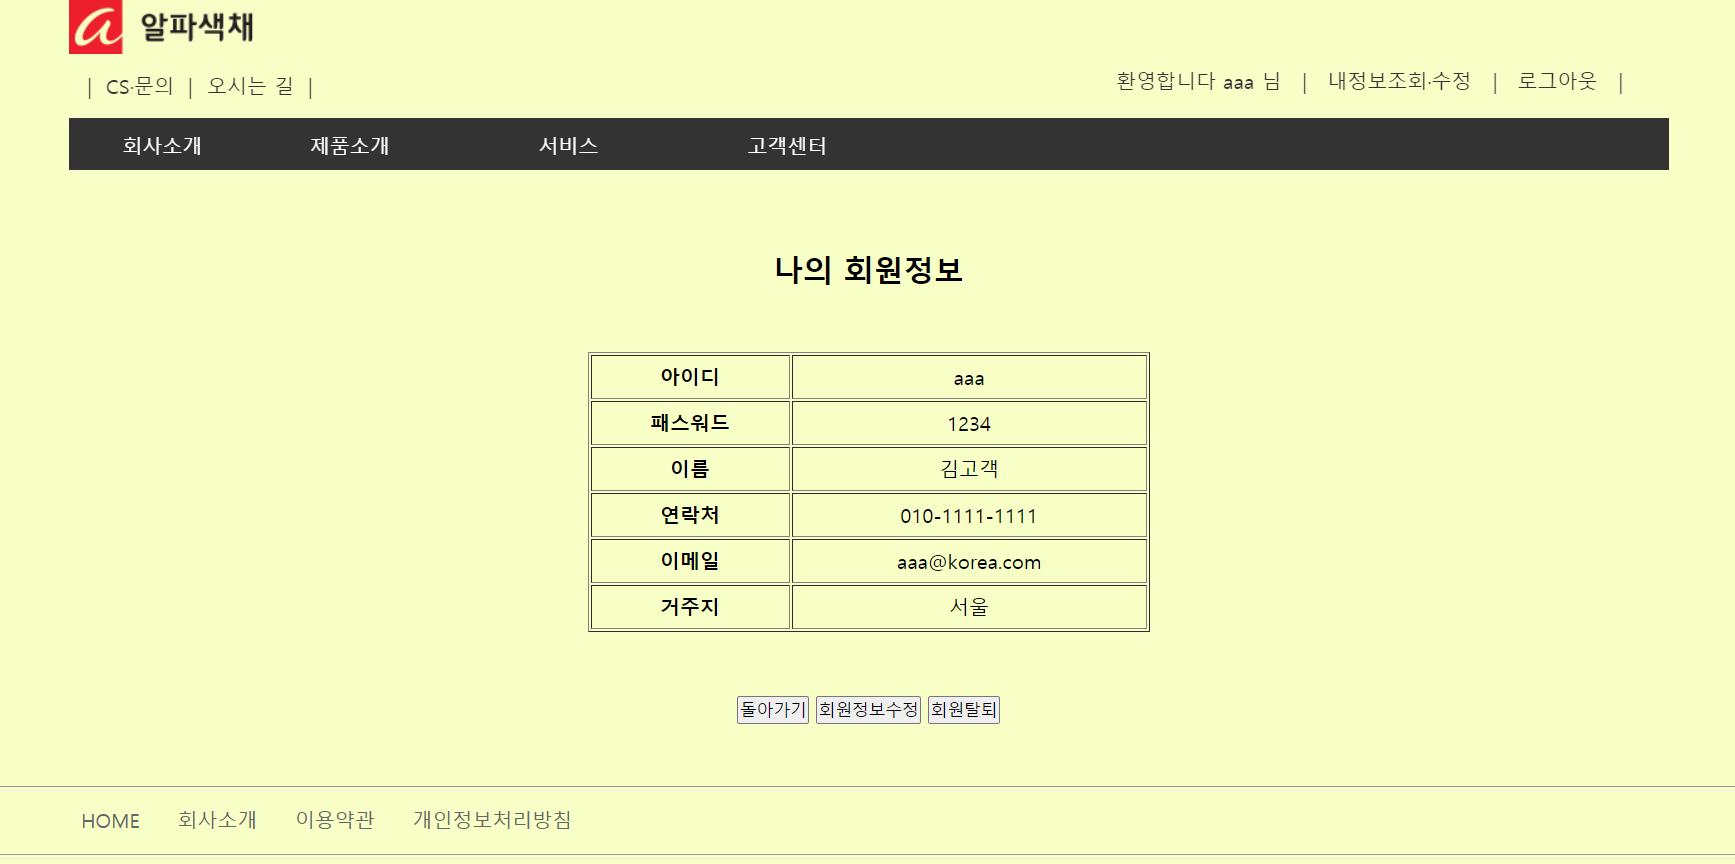 a 알파색채
| CS·문의 | 오시는 길 |
환영합니다 aaa 님 | 내정보조회·수정 | 로그아웃 |
회사소개 제품소개 서비스 고객센터
나의 회원정보
아이디 aaa
패스워드 1234
이름 김고객
연락처 010-1111-1111
이메일 aaa@korea.com
거주지 서울
돌아가기 회원정보수정 회원탈퇴
HOME 회사소개 이용약관 개인정보처리방침